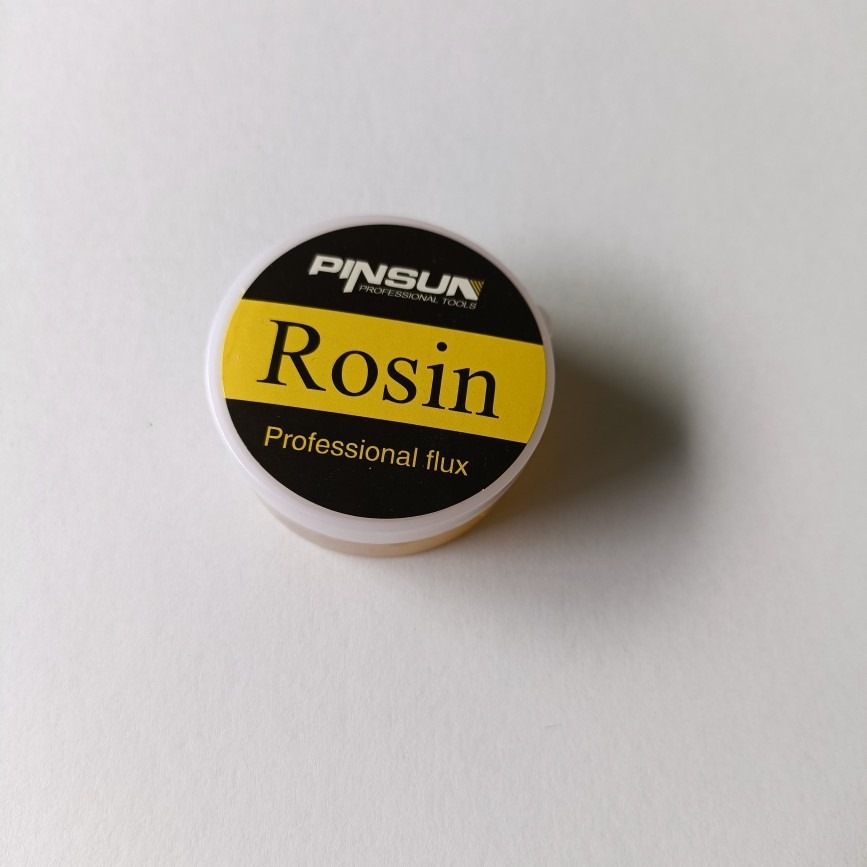 PINSUN
PROFESSIONAL TOOLS
Rosin
Professional flux